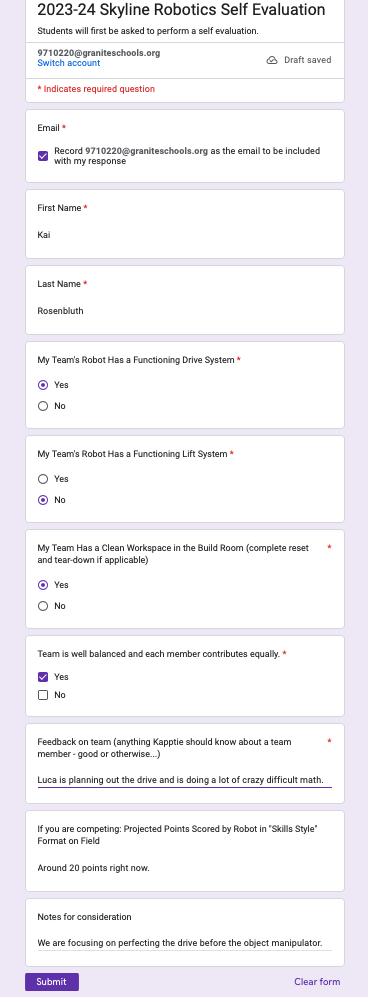 2023-24 Skyline Robotics Self Evaluation
Students will first be asked to perform a self evaluation.
9710220@graniteschools.org
Switch account
Draft saved
* Indicates required question
Email *
Record 9710220@graniteschools.org as the email to be included
with my response
First Name *
Kai
Last Name *
Rosenbluth
My Team's Robot Has a Functioning Drive System *
Yes
No
My Team's Robot Has a Functioning Lift System *
Yes
No
My Team Has a Clean Workspace in the Build Room (complete reset *
and tear-down if applicable)
Yes
No
Team is well balanced and each member contributes equally. *
Yes
No
Feedback on team (anything Kapptie should know about a team *
member - good or otherwise...)
Luca is planning out the drive and is doing a lot of crazy difficult math.
If you are competing: Projected Points Scored by Robot in "Skills Style"
Format on Field
Around 20 points right now.
Notes for consideration
We are focusing on perfecting the drive before the object manipulator.
Submit
Clear form